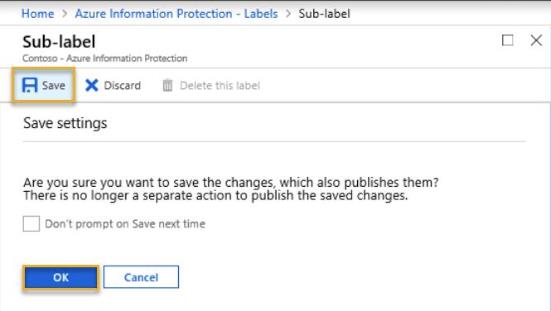 Home > Azure Information Protection - Labels > Sub-label
Sub-label
Contoso - Azure Information Protection
Save Discard Delete this label
Save settings
Are you sure you want to save the changes, which also publishes them?
There is no longer a separate action to publish the saved changes.
Don't prompt on Save next time
OK Cancel